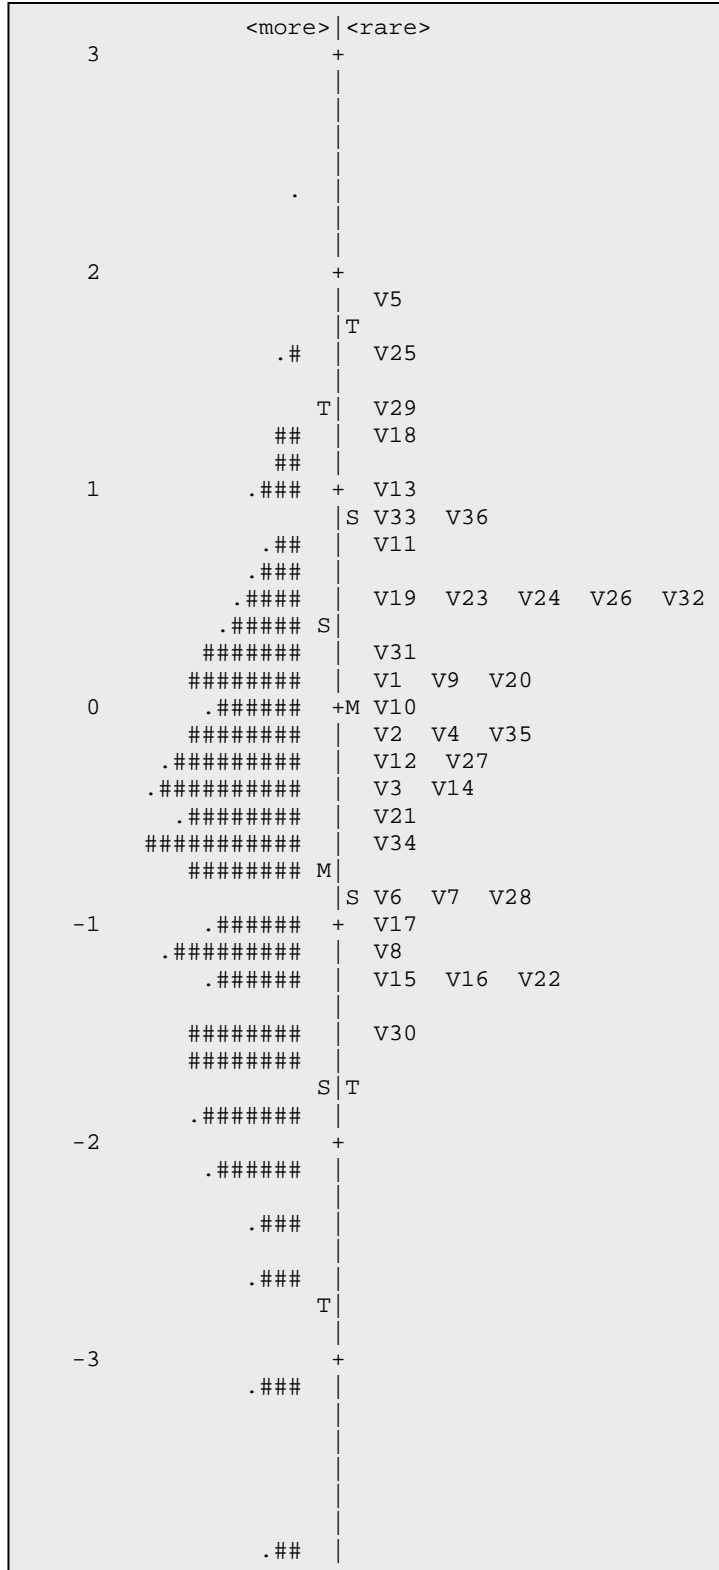 <more>|<rare>
3 +
|
|
|
|
. |
|
|
2 +
| V5
|T
.# | V25
|
T| V29
## | V18
## |
.### + V13
|S V33 V36
.## | V11
.### |
.#### | V19 V23 V24 V26 V32
.##### S|
####### | V31
######## | V1 V9 V20
0 .###### +M V10
######## | V2 V4 V35
.######### | V12 V27
.########## | V3 V14
.######## | V21
########### | V34
######## M|
|S V6 V7 V28
-1 .###### + V17
.######### | V8
.###### | V15 V16 V22
|
######## | V30
######## |
S|T
.####### |
-2 +
.###### |
|
.### |
|
.### |
T|
|
-3 +
.### |
|
|
|
|
|
.## |